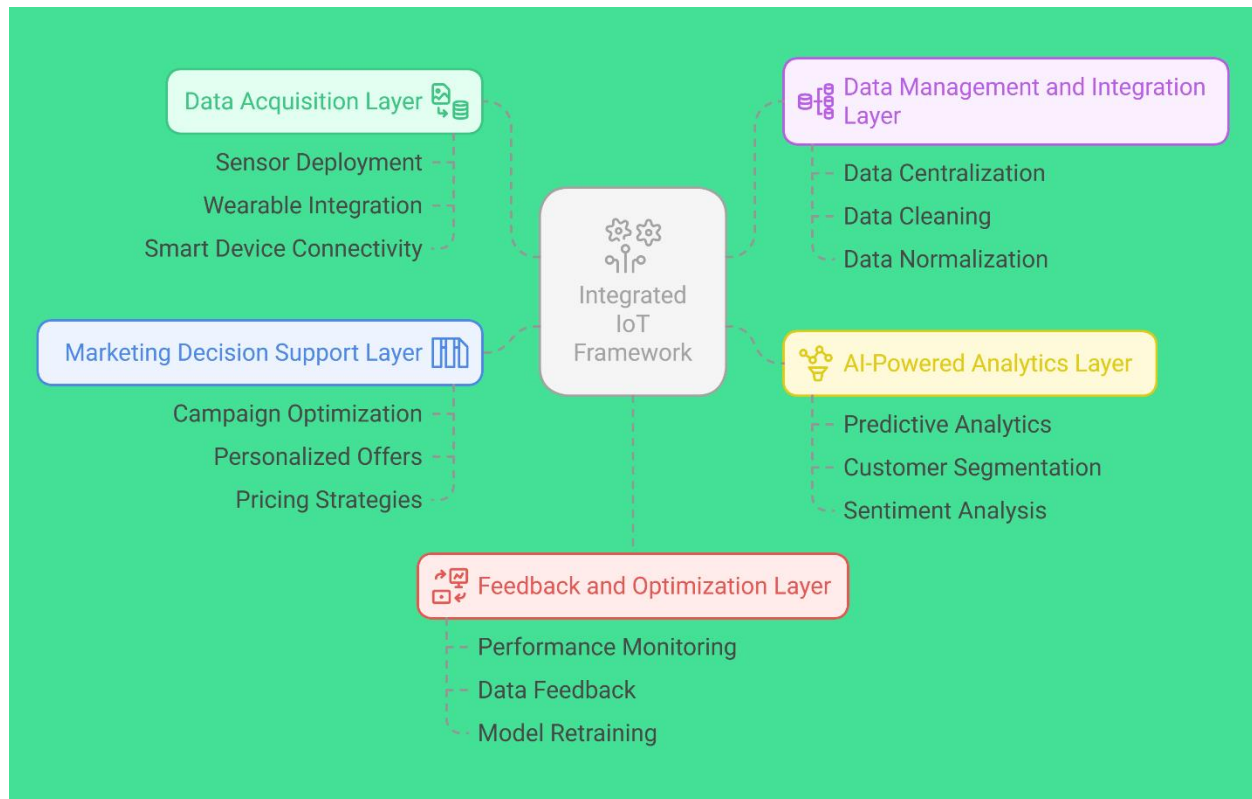 Data Acquisition Layer
Sensor Deployment
Wearable Integration
Smart Device Connectivity
Data Management and Integration
Layer
Data Centralization
Data Cleaning
Data Normalization
Integrated
IoT
Framework
Marketing Decision Support Layer
Campaign Optimization
Personalized Offers
Pricing Strategies
AI-Powered Analytics Layer
Predictive Analytics
Customer Segmentation
Sentiment Analysis
Feedback and Optimization Layer
Performance Monitoring
Data Feedback
Model Retraining